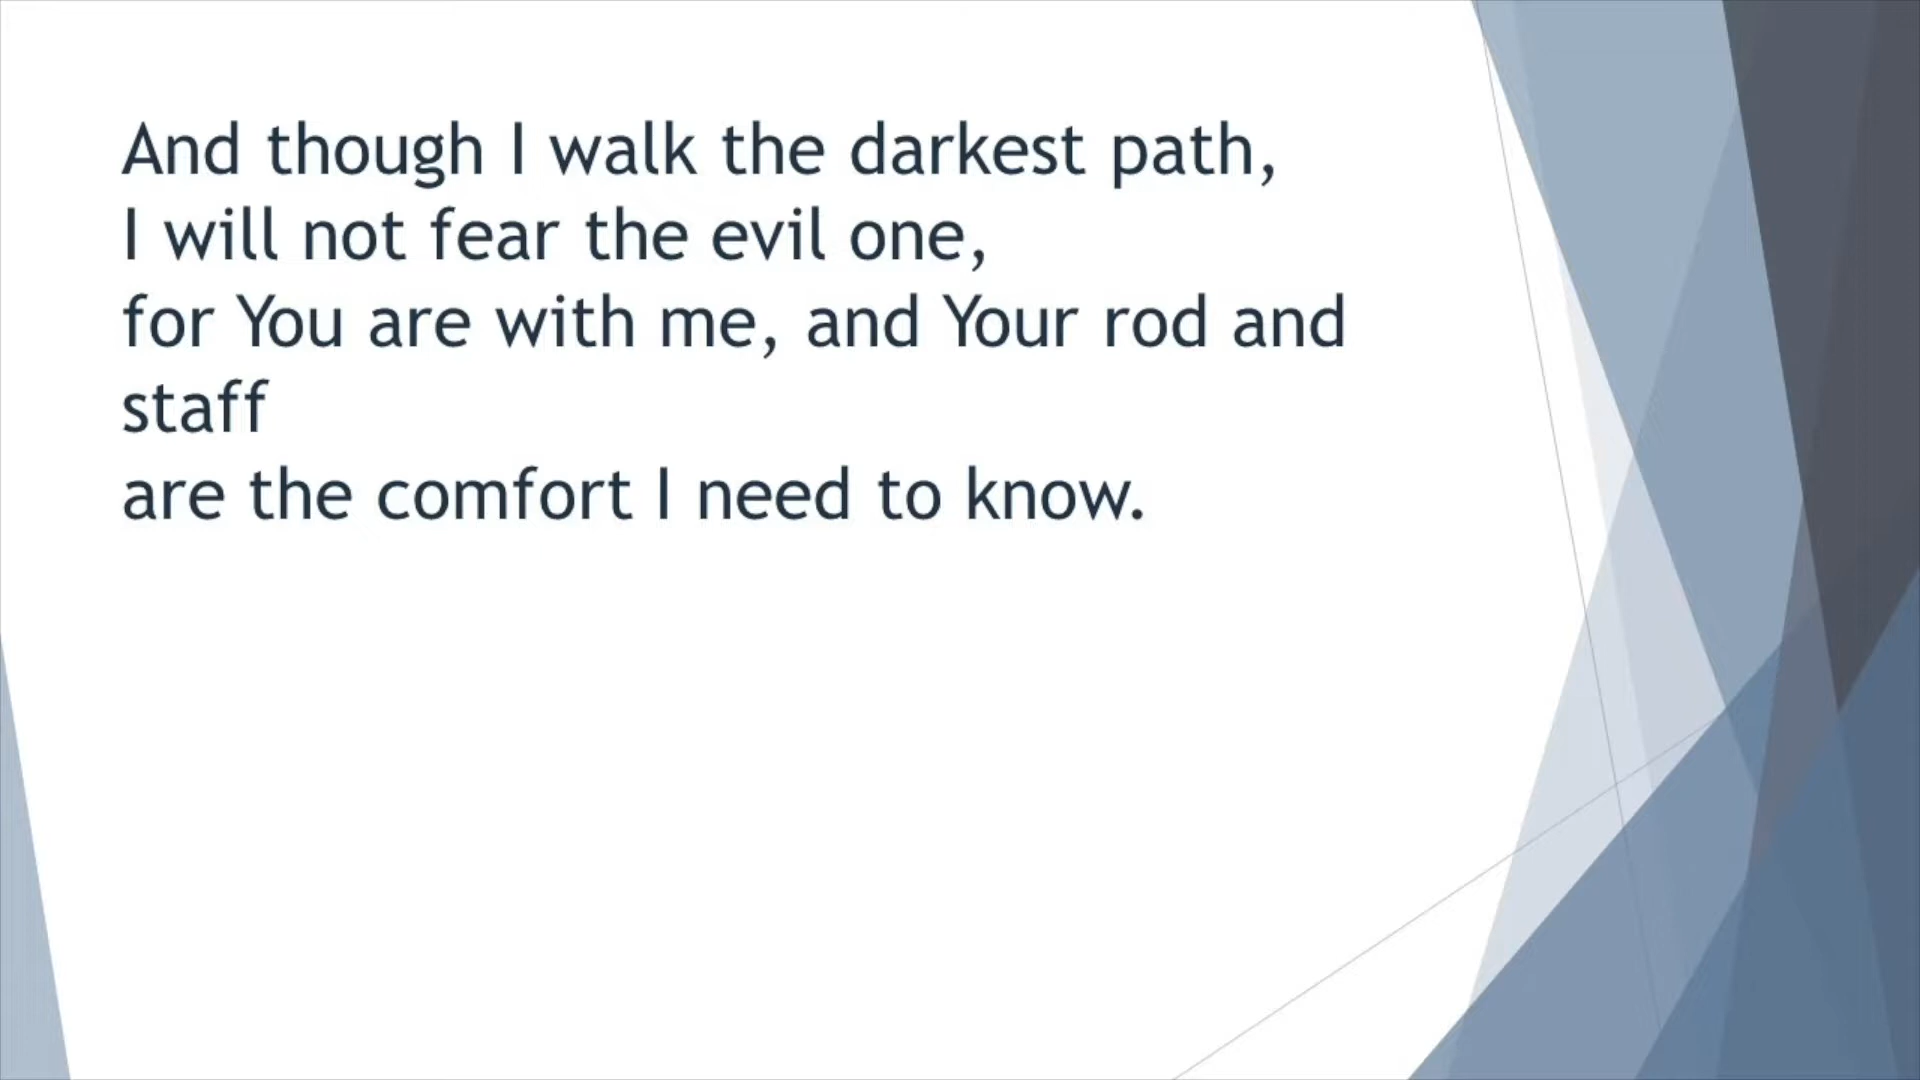 And though I walk the darkest path,
I will not fear the evil one,
for You are with me, and Your rod and
staff
are the comfort I need to know.